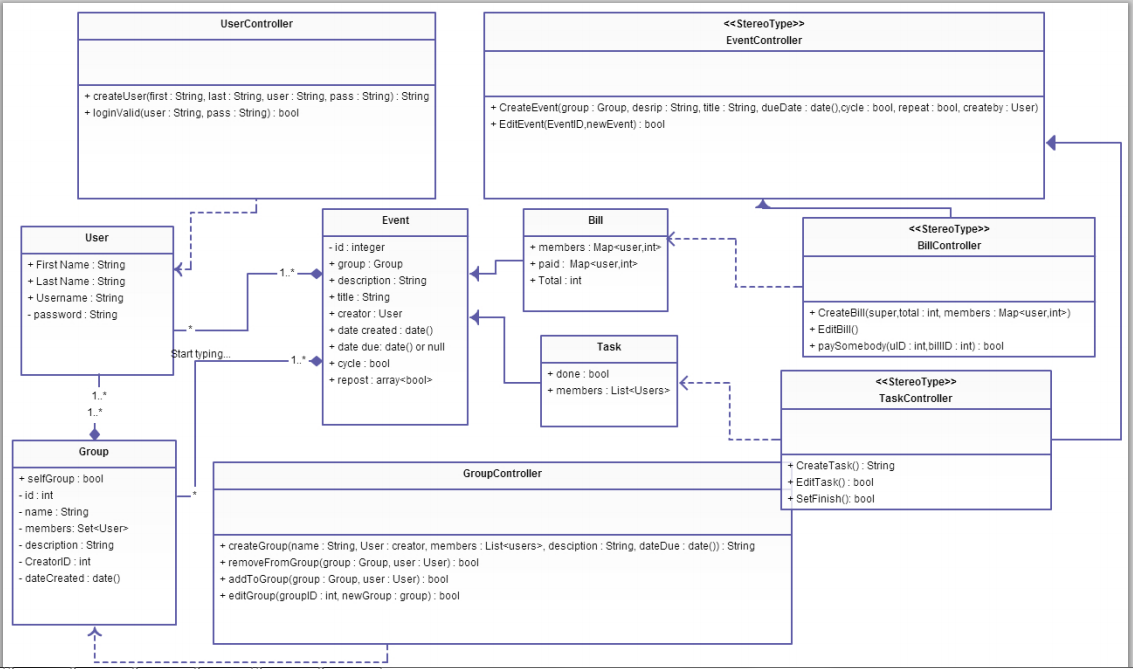 UserController
+ createUser(first : String, last : String, user : String, pass : String) : String
+ loginValid(user : String, pass : String) : bool
<<StereoType>>
EventController
+ CreateEvent(group : Group, desrip : String, title : String, dueDate : date(),cycle : bool, repeat : bool, createby : User)
+ EditEvent(EventID,newEvent) : bool
User
+ First Name : String
+ Last Name : String
+ Username : String
- password : String
1..*
*
Start typing...
1..*
Event
- id : integer
+ group : Group
+ description : String
+ title : String
+ creator : User
+ date created : date()
+ date due: date() or null
+ cycle : bool
+ repost : array<bool>
Bill
+ members : Map<user,int>
+ paid : Map<user,int>
+ Total : int
<<StereoType>>
BillController
+ CreateBill(super,total : int, members : Map<user,int>)
+ EditBill()
+ paySomebody(uID : int,billID : int) : bool
Task
+ done : bool
+ members : List<Users>
<<StereoType>>
TaskController
+ CreateTask() : String
+ EditTask() : bool
+ SetFinish(): bool
1..*
1..*
Group
+ selfGroup : bool
- id : int
- name : String
- members: Set<User>
- description : String
- CreatorID : int
- dateCreated : date()
*
GroupController
+ createGroup(name : String, User : creator, members : List<users>, desciption : String, dateDue : date()) : String
+ removeFromGroup(group : Group, user : User) : bool
+ addToGroup(group : Group, user : User) : bool
+ editGroup(groupID : int, newGroup : group) : bool